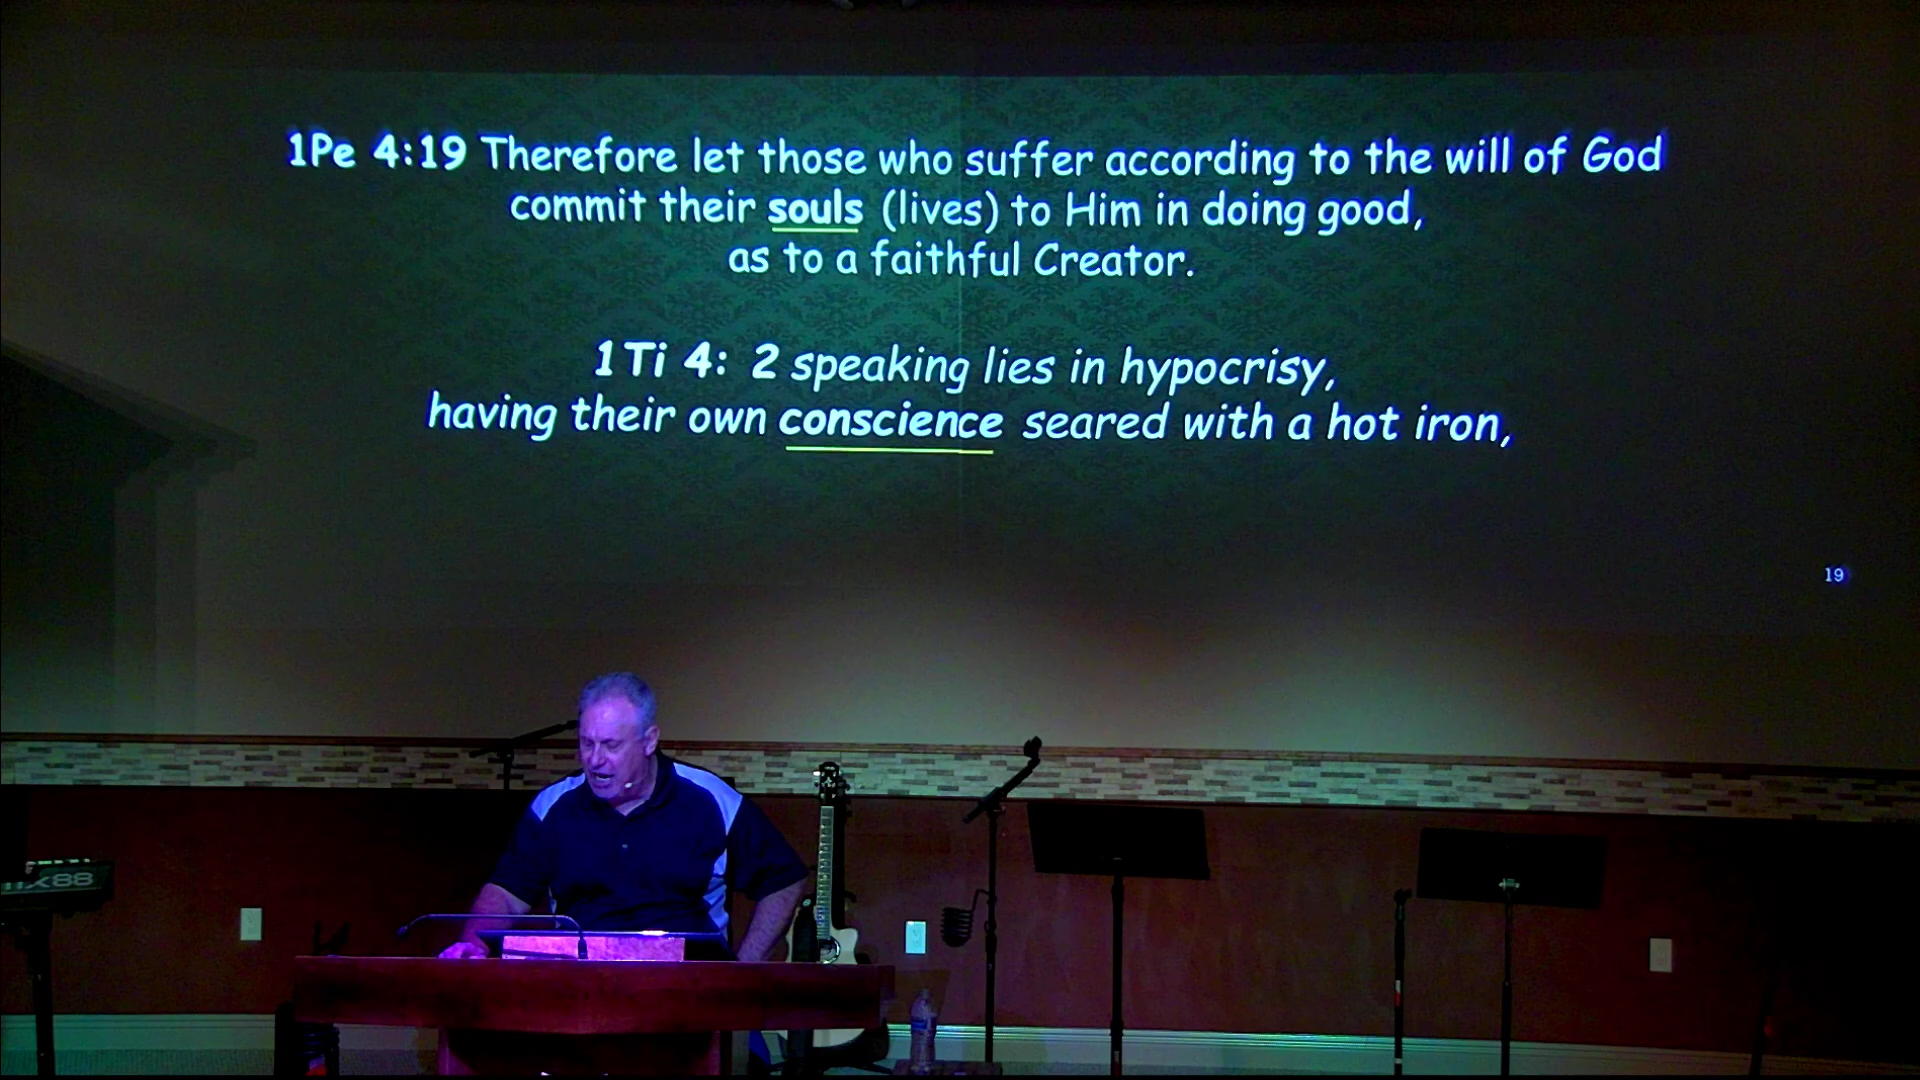 1Pe 4:19 Therefore let those who suffer according to the will of God
commit their souls (lives) to Him in doing good,
as to a faithful Creator.
1Ti 4: 2 speaking lies in hypocrisy,
having their own conscience seared with a hot iron,
19
X88